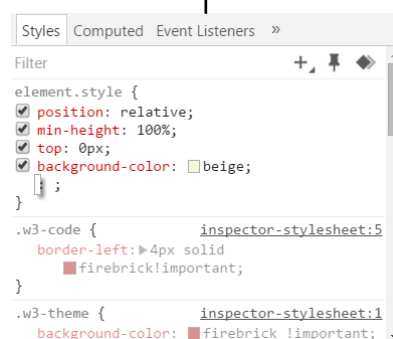 Styles Computed Event Listeners »
Filter
element.style {
position: relative;
min-height: 100%;
top: 0px;
background-color: beige;
: ;
}
.w3-code { inspector-stylesheet:5
border-left:▶4px solid
firebrick!important;
}
.w3-theme { inspector-stylesheet:1
background-color: firebrick !important;